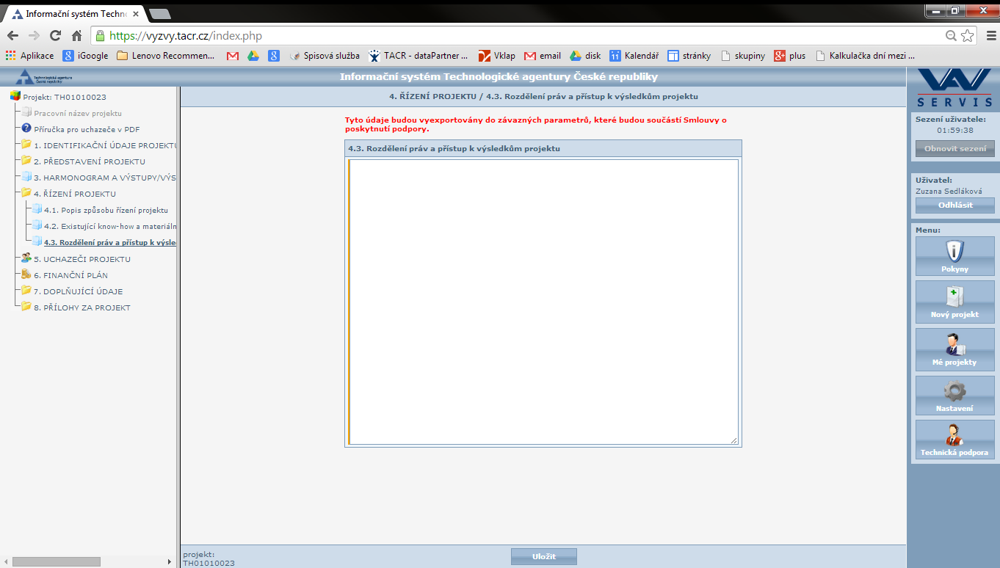 Informační systém Techn
https://vyzvy.tacr.cz/index.php
Aplikace iGoogle Lenovo Recommen... Spisová služba TACR - dataPartner ... Vklap email disk Kalendář stránky skupiny plus Kalkulačka dní mezi ...
Technologická agentura
České republiky
Informační systém Technologické agentury České republiky
Projekt: TH01010023
Pracovní název projektu
Příručka pro uchazeče v PDF
1. IDENTIFIKAČNÍ ÚDAJE PROJEKTU
2. PŘEDSTAVENÍ PROJEKTU
3. HARMONOGRAM A VÝSTUPY/VÝS
4. ŘÍZENÍ PROJEKTU
4.1. Popis způsobu řízení projektu
4.2. Existující know-how a materiáln
4.3. Rozdělení práv a přístup k výsle
5. UCHAZEČI PROJEKTU
6. FINANČNÍ PLÁN
7. DOPLŇUJÍCÍ ÚDAJE
8. PŘÍLOHY ZA PROJEKT
4. ŘÍZENÍ PROJEKTU / 4.3. Rozdělení práv a přístup k výsledkům projektu
Tyto údaje budou vyexportovány do závazných parametrů, které budou součástí Smlouvy o
poskytnutí podpory.
4.3. Rozdělení práv a přístup k výsledkům projektu
projekt:
TH01010023
Uložit
VAV
SERVIS
Sezení uživatele:
01:59:38
Obnovit sezení
Uživatel:
Zuzana Sedláková
Odhlásit
Menu:
Pokyny
Nový projekt
Mé projekty
Nastavení
Technická podpora